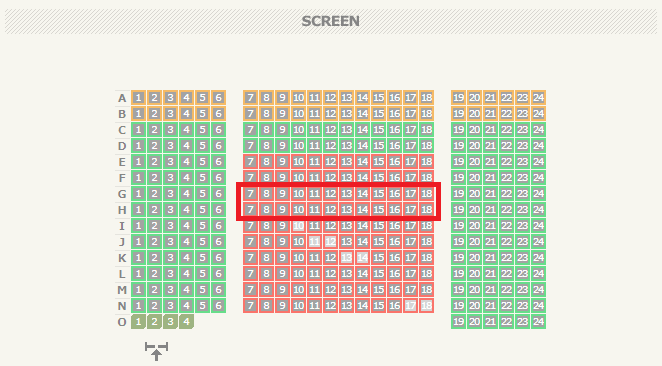 SCREEN
A 1 2 3 4 5 6 7 8 9 10 11 12 13 14 15 16 17 18 19 20 21 22 23 24
B 1 2 3 4 5 6 7 8 9 10 11 12 13 14 15 16 17 18 19 20 21 22 23 24
C 1 2 3 4 5 6 7 8 9 10 11 12 13 14 15 16 17 18 19 20 21 22 23 24
D 1 2 3 4 5 6 7 8 9 10 11 12 13 14 15 16 17 18 19 20 21 22 23 24
E 1 2 3 4 5 6 7 8 9 10 11 12 13 14 15 16 17 18 19 20 21 22 23 24
F 1 2 3 4 5 6 7 8 9 10 11 12 13 14 15 16 17 18 19 20 21 22 23 24
G 1 2 3 4 5 6 7 8 9 10 11 12 13 14 15 16 17 18 19 20 21 22 23 24
H 1 2 3 4 5 6 7 8 9 10 11 12 13 14 15 16 17 18 19 20 21 22 23 24
I 1 2 3 4 5 6 7 8 9 10 11 12 13 14 15 16 17 18 19 20 21 22 23 24
J 1 2 3 4 5 6 7 8 9 10 11 12 13 14 15 16 17 18 19 20 21 22 23 24
K 1 2 3 4 5 6 7 8 9 10 11 12 13 14 15 16 17 18 19 20 21 22 23 24
L 1 2 3 4 5 6 7 8 9 10 11 12 13 14 15 16 17 18 19 20 21 22 23 24
M 1 2 3 4 5 6 7 8 9 10 11 12 13 14 15 16 17 18 19 20 21 22 23 24
N 1 2 3 4 5 6 7 8 9 10 11 12 13 14 15 16 17 18 19 20 21 22 23 24
O 1 2 3 4 19 20 21 22 23 24